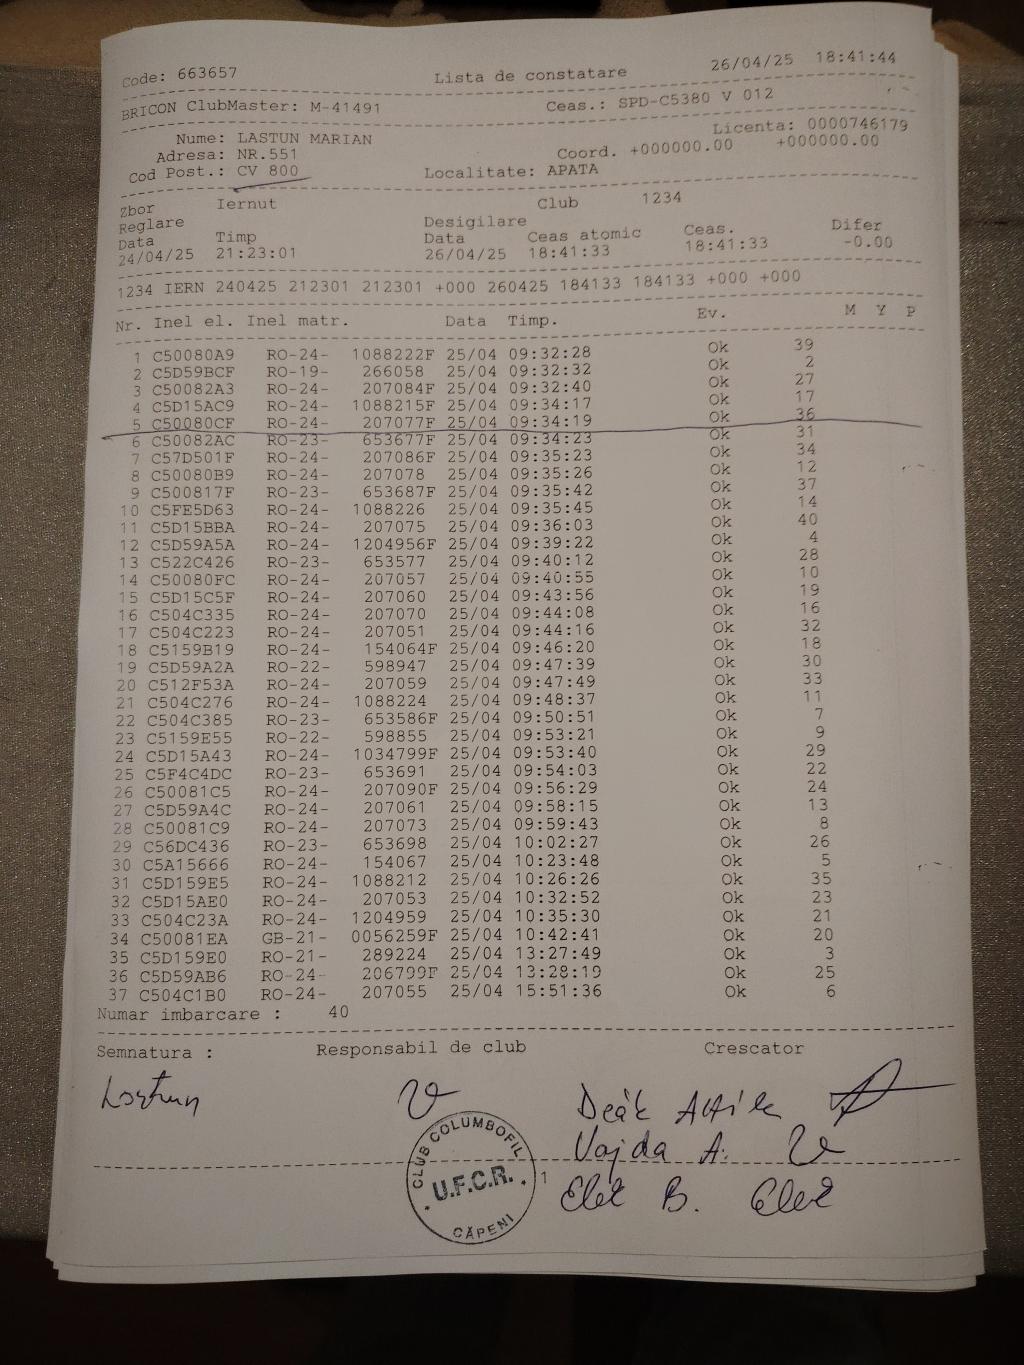 Code: 663657 Lista de constatare 26/04/25 18:41:44
BRICON ClubMaster: M-41491 Ceas.: SPD-C5380 V 012
Nume: LASTUN MARIAN Licenta: 0000746179
Adresa: NR.551 Coord. +000000.00 +000000.00
Cod Post.: CV 800 Localitate: APATA
Zbor Iernut Club 1234
Reglare Desigilare
Data Timp Data Ceas atomic Ceas. Difer
24/04/25 21:23:01 26/04/25 18:41:33 18:41:33 -0.00
1234 IERN 240425 212301 212301 +000 260425 184133 184133 +000 +000
Nr. Inel el. Inel matr. Data Timp. Ev. M Y P
1 C50080A9 RO-24- 1088222F 25/04 09:32:28 Ok 39
2 C5D59BCF RO-19- 266058 25/04 09:32:32 Ok 2
3 C50082A3 RO-24- 207084F 25/04 09:32:40 Ok 27
4 C5D15AC9 RO-24- 1088215F 25/04 09:34:17 Ok 17
5 C50080CF RO-24- 207077F 25/04 09:34:19 Ok 36
6 C50082AC RO-23- 653677F 25/04 09:34:23 Ok 31
7 C57D501F RO-24- 207086F 25/04 09:35:23 Ok 34
8 C50080B9 RO-24- 207078 25/04 09:35:26 Ok 12
9 C500817F RO-23- 653687F 25/04 09:35:42 Ok 37
10 C5FE5D63 RO-24- 1088226 25/04 09:35:45 Ok 14
11 C5D15BBA RO-24- 207075 25/04 09:36:03 Ok 40
12 C5D59A5A RO-24- 1204956F 25/04 09:39:22 Ok 4
13 C522C426 RO-23- 653577 25/04 09:40:12 Ok 28
14 C50080FC RO-24- 207057 25/04 09:40:55 Ok 10
15 C5D15C5F RO-24- 207060 25/04 09:43:56 Ok 19
16 C504C335 RO-24- 207070 25/04 09:44:08 Ok 16
17 C504C223 RO-24- 207051 25/04 09:44:16 Ok 32
18 C5159B19 RO-24- 154064F 25/04 09:46:20 Ok 18
19 C5D59A2A RO-22- 598947 25/04 09:47:39 Ok 30
20 C512F53A RO-24- 207059 25/04 09:47:49 Ok 33
21 C504C276 RO-24- 1088224 25/04 09:48:37 Ok 11
22 C504C385 RO-23- 653586F 25/04 09:50:51 Ok 7
23 C5159E55 RO-22- 598855 25/04 09:53:21 Ok 9
24 C5D15A43 RO-24- 1034799F 25/04 09:53:40 Ok 29
25 C5F4C4DC RO-23- 653691 25/04 09:54:03 Ok 22
26 C50081C5 RO-24- 207090F 25/04 09:56:29 Ok 24
27 C5D59A4C RO-24- 207061 25/04 09:58:15 Ok 13
28 C50081C9 RO-24- 207073 25/04 09:59:43 Ok 8
29 C56DC436 RO-23- 653698 25/04 10:02:27 Ok 26
30 C5A15666 RO-24- 154067 25/04 10:23:48 Ok 5
31 C5D159E5 RO-24- 1088212 25/04 10:26:26 Ok 35
32 C5D15AE0 RO-24- 207053 25/04 10:32:52 Ok 23
33 C504C23A RO-24- 1204959 25/04 10:35:30 Ok 21
34 C50081EA GB-21- 0056259F 25/04 10:42:41 Ok 20
35 C5D159E0 RO-21- 289224 25/04 13:27:49 Ok 3
36 C5D59AB6 RO-24- 206799F 25/04 13:28:19 Ok 25
37 C504C1B0 RO-24- 207055 25/04 15:51:36 Ok 6
Numar imbarcare : 40
Semnatura : Responsabil de club Crescator
Lastun Deák Attila
Vajda A.
Elek B. Elek
CLUB COLUMBOFIL
U.F.C.R.
CĂPENI
1